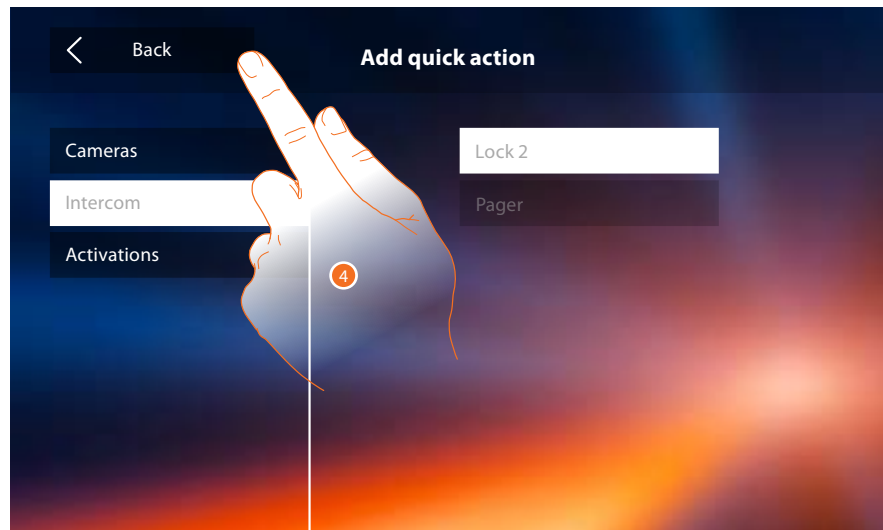 Back
Add quick action
Cameras
Lock 2
Intercom
Pager
Activations
4